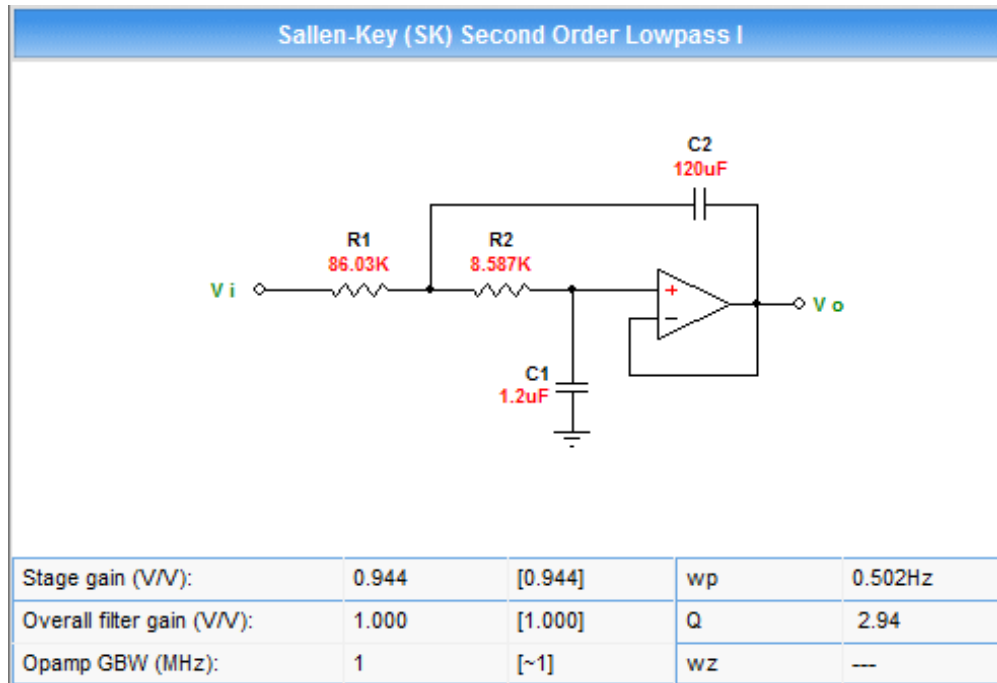 Sallen-Key (SK) Second Order Lowpass I
C2
120uF
R1
86.03K
R2
8.587K
V i
+
−
V o
C1
1.2uF
Stage gain (V/V): 0.944 [0.944] wp 0.502Hz
Overall filter gain (V/V): 1.000 [1.000] Q 2.94
Opamp GBW (MHz): 1 [~1] wz ---